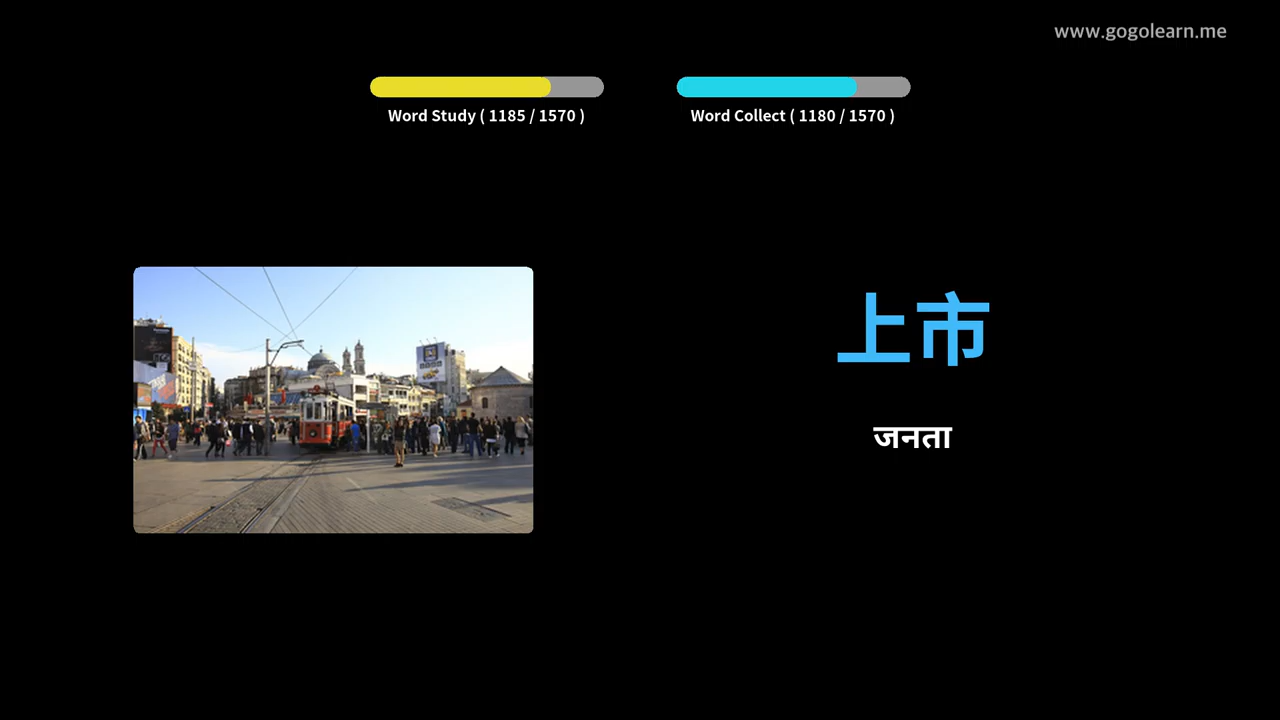 www.gogolearn.me
Word Study ( 1185 / 1570 )
Word Collect ( 1180 / 1570 )
上市
जनता